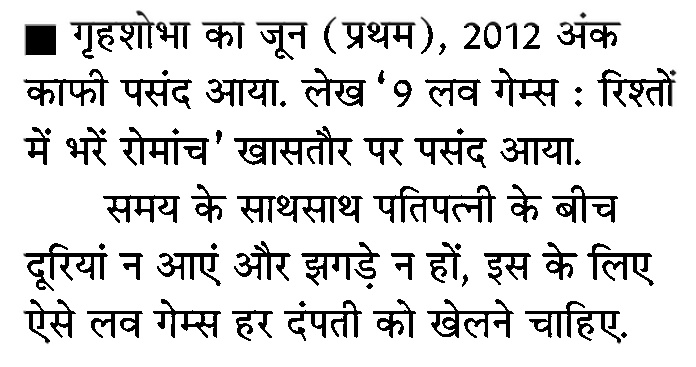 ■ गृहशोभा का जून (प्रथम), 2012 अंक
काफी पसंद आया. लेख ‘9 लव गेम्स : रिश्तों
में भरें रोमांच’ खासतौर पर पसंद आया.
समय के साथसाथ पतिपत्नी के बीच
दूरियां न आएं और झगड़े न हों, इस के लिए
ऐसे लव गेम्स हर दंपती को खेलने चाहिए.